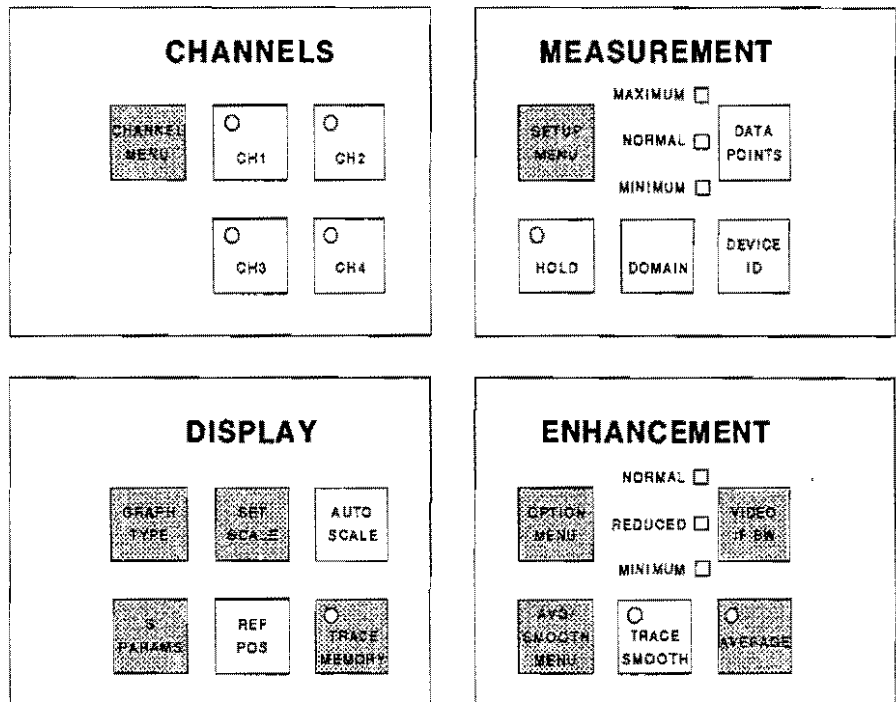 CHANNELS
CHANNEL
MENU
CH1
CH2
CH3
CH4
MEASUREMENT
SETUP
MENU
MAXIMUM
NORMAL
MINIMUM
DATA
POINTS
HOLD
DOMAIN
DEVICE
ID
DISPLAY
GRAPH
TYPE
SET
SCALE
AUTO
SCALE
S
PARAMS
REF
POS
TRACE
MEMORY
ENHANCEMENT
OPTION
MENU
NORMAL
REDUCED
MINIMUM
VIDEO
IF BW
AVG/
SMOOTH
MENU
TRACE
SMOOTH
AVERAGE